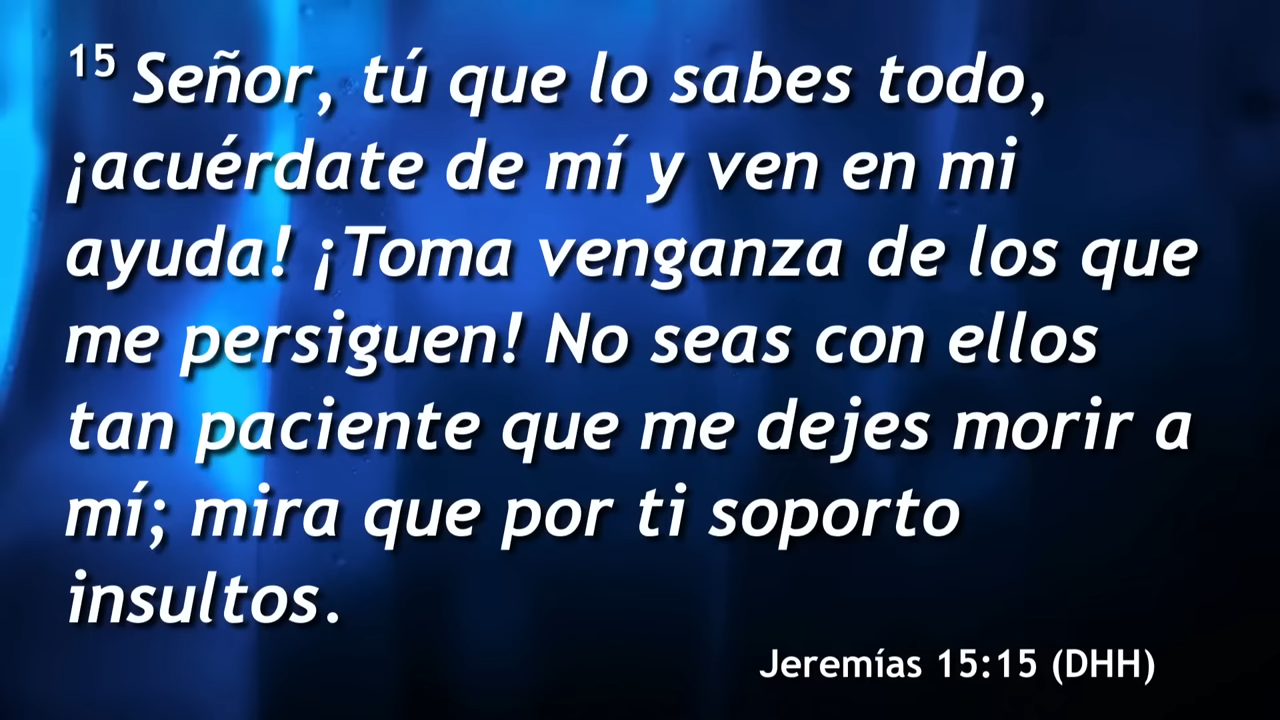 15 Señor, tú que lo sabes todo,
¡acuérdate de mí y ven en mi
ayuda! ¡Toma venganza de los que
me persiguen! No seas con ellos
tan paciente que me dejes morir a
mí; mira que por ti soporto
insultos.
Jeremías 15:15 (DHH)